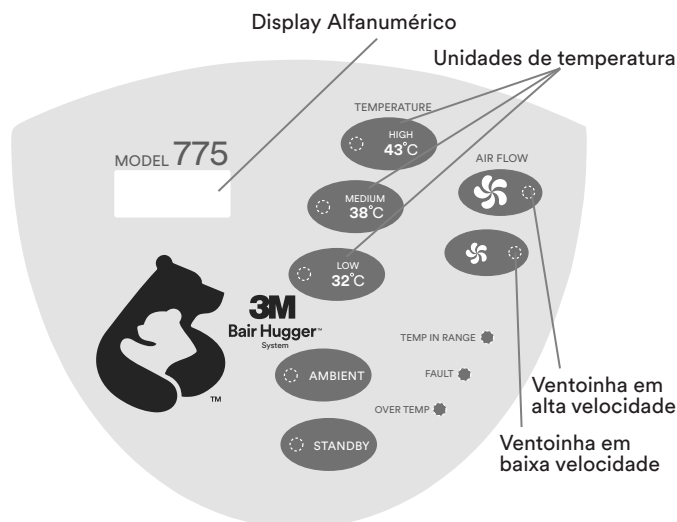 Display Alfanumérico
Unidades de temperatura
TEMPERATURE
HIGH
43°C
MODEL 775
AIR FLOW
MEDIUM
38°C
LOW
32°C
3M
Bair Hugger™
System
TEMP IN RANGE
AMBIENT
FAULT
TM
OVER TEMP
Ventoinha em
alta velocidade
STANDBY
Ventoinha em
baixa velocidade